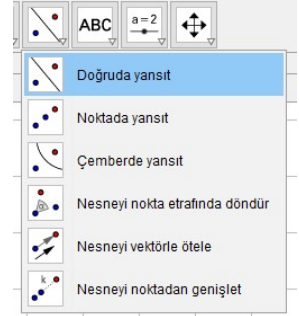 ABC a=2
Doğruda yansıt
Noktada yansıt
Çemberde yansıt
Nesneyi nokta etrafında döndür
Nesneyi vektörle ötele
k
Nesneyi noktadan genişlet